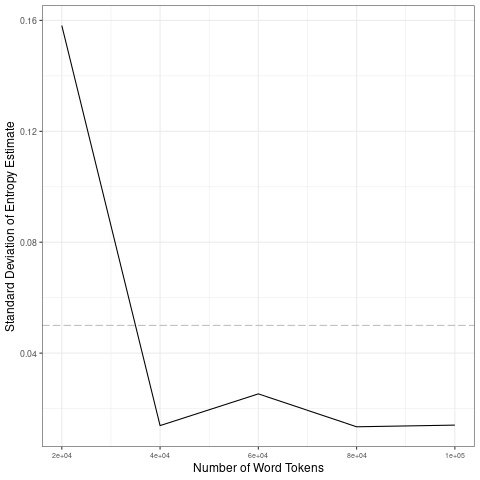 Standard Deviation of Entropy Estimate
0.16
0.12
0.08
0.04
2e+04 4e+04 6e+04 8e+04 1e+05
Number of Word Tokens